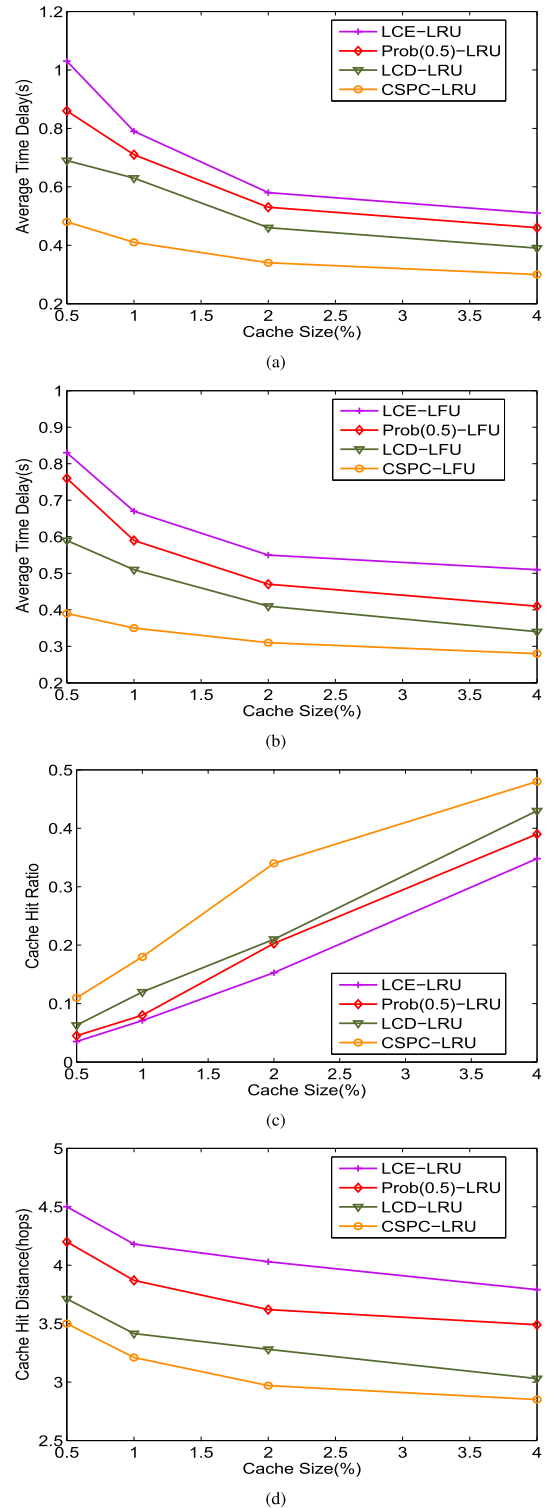 1.2
1
0.8
0.6
0.4
0.2
Average Time Delay(s)
LCE−LRU
Prob(0.5)−LRU
LCD−LRU
CSPC−LRU
0.5 1 1.5 2 2.5 3 3.5 4
Cache Size(%)
(a)
1
0.9
0.8
0.7
0.6
0.5
0.4
0.3
0.2
Average Time Delay(s)
LCE−LFU
Prob(0.5)−LFU
LCD−LFU
CSPC−LFU
0.5 1 1.5 2 2.5 3 3.5 4
Cache Size(%)
(b)
0.5
0.4
0.3
0.2
0.1
0
Cache Hit Ratio
LCE−LRU
Prob(0.5)−LRU
LCD−LRU
CSPC−LRU
0.5 1 1.5 2 2.5 3 3.5 4
Cache Size(%)
(c)
5
4.5
4
3.5
3
2.5
Cache Hit Distance(hops)
LCE−LRU
Prob(0.5)−LRU
LCD−LRU
CSPC−LRU
0.5 1 1.5 2 2.5 3 3.5 4
Cache Size(%)
(d)